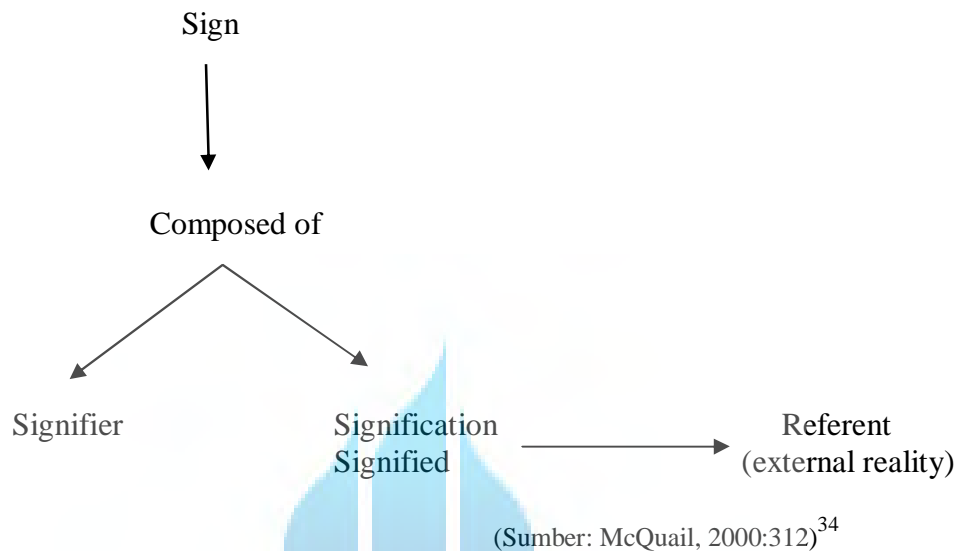 Sign
Composed of
Signifier
Signification
Signified
Referent
(external reality)
(Sumber: McQuail, 2000:312)34